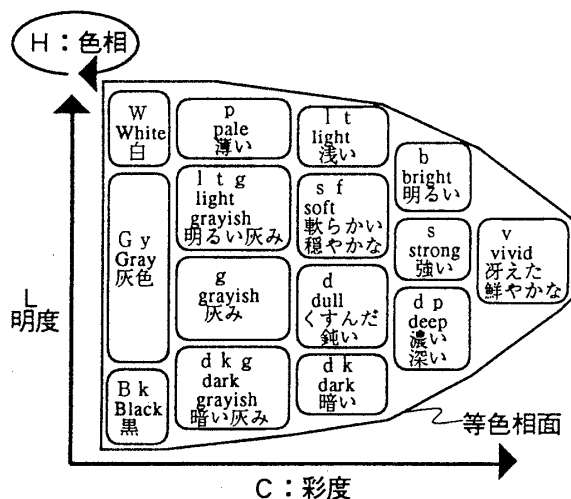 H：色相
W
White
白
p
pale
薄い
l t
light
浅い
b
bright
明るい
l t g
light
grayish
明るい灰み
s f
soft
軟らかい
穏やかな
G y
Gray
灰色
s
strong
強い
v
vivid
冴えた
鮮やかな
g
grayish
灰み
d
dull
くすんだ
鈍い
d p
deep
濃い
深い
L
明度
B k
Black
黒
d k g
dark
grayish
暗い灰み
d k
dark
暗い
等色相面
C：彩度